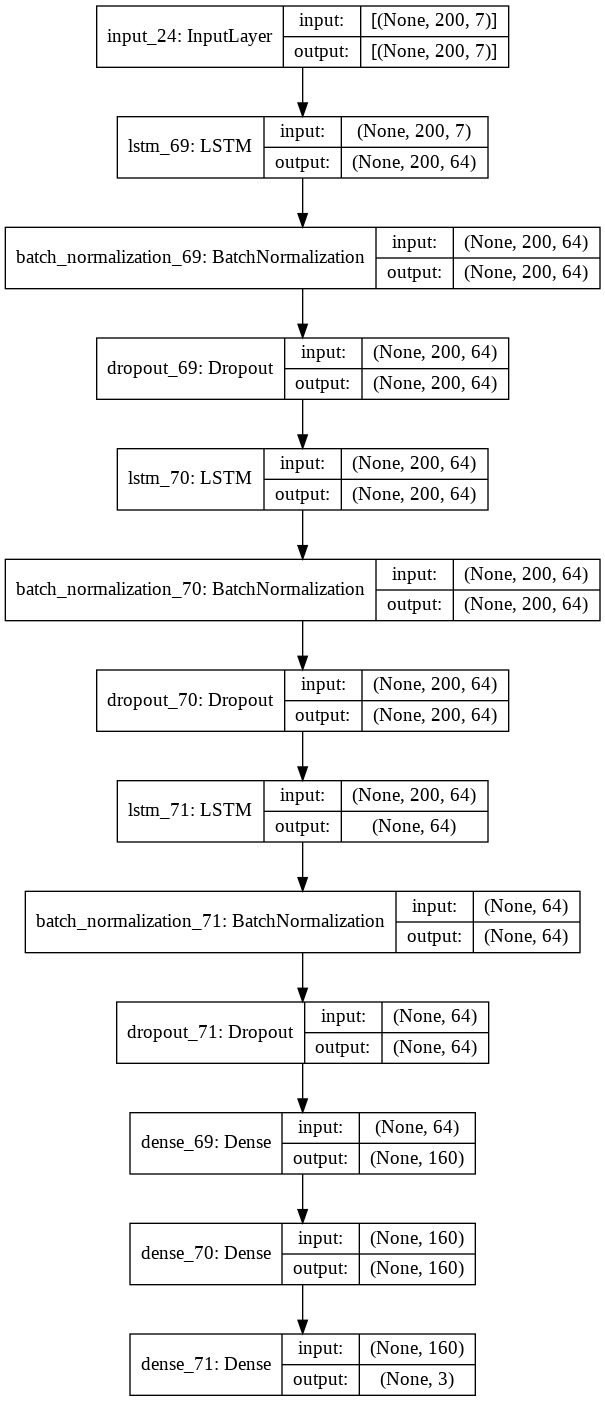 input_24: InputLayer
input: [(None, 200, 7)]
output: [(None, 200, 7)]
lstm_69: LSTM
input: (None, 200, 7)
output: (None, 200, 64)
batch_normalization_69: BatchNormalization
input: (None, 200, 64)
output: (None, 200, 64)
dropout_69: Dropout
input: (None, 200, 64)
output: (None, 200, 64)
lstm_70: LSTM
input: (None, 200, 64)
output: (None, 200, 64)
batch_normalization_70: BatchNormalization
input: (None, 200, 64)
output: (None, 200, 64)
dropout_70: Dropout
input: (None, 200, 64)
output: (None, 200, 64)
lstm_71: LSTM
input: (None, 200, 64)
output: (None, 64)
batch_normalization_71: BatchNormalization
input: (None, 64)
output: (None, 64)
dropout_71: Dropout
input: (None, 64)
output: (None, 64)
dense_69: Dense
input: (None, 64)
output: (None, 160)
dense_70: Dense
input: (None, 160)
output: (None, 160)
dense_71: Dense
input: (None, 160)
output: (None, 3)